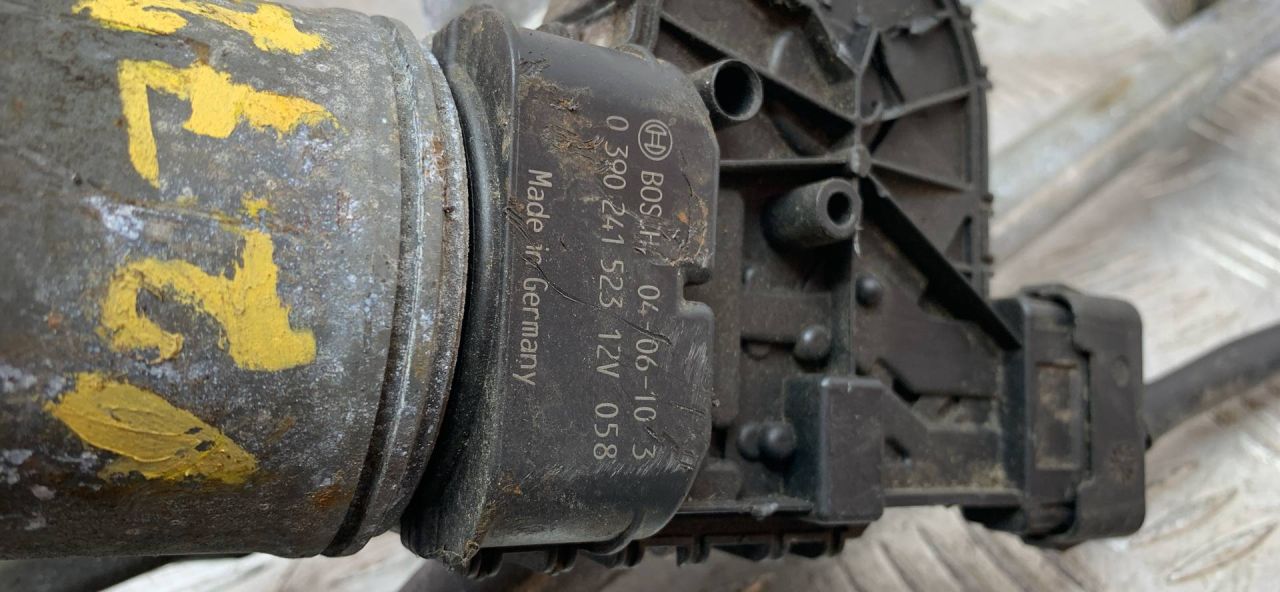 BOSCH 04-06-10 3
0 390 241 523 12V 058
Made in Germany